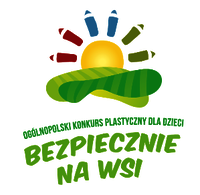 OGÓLNOPOLSKI KONKURS PLASTYCZNY DLA DZIECI
BEZPIECZNIE
NA WSI